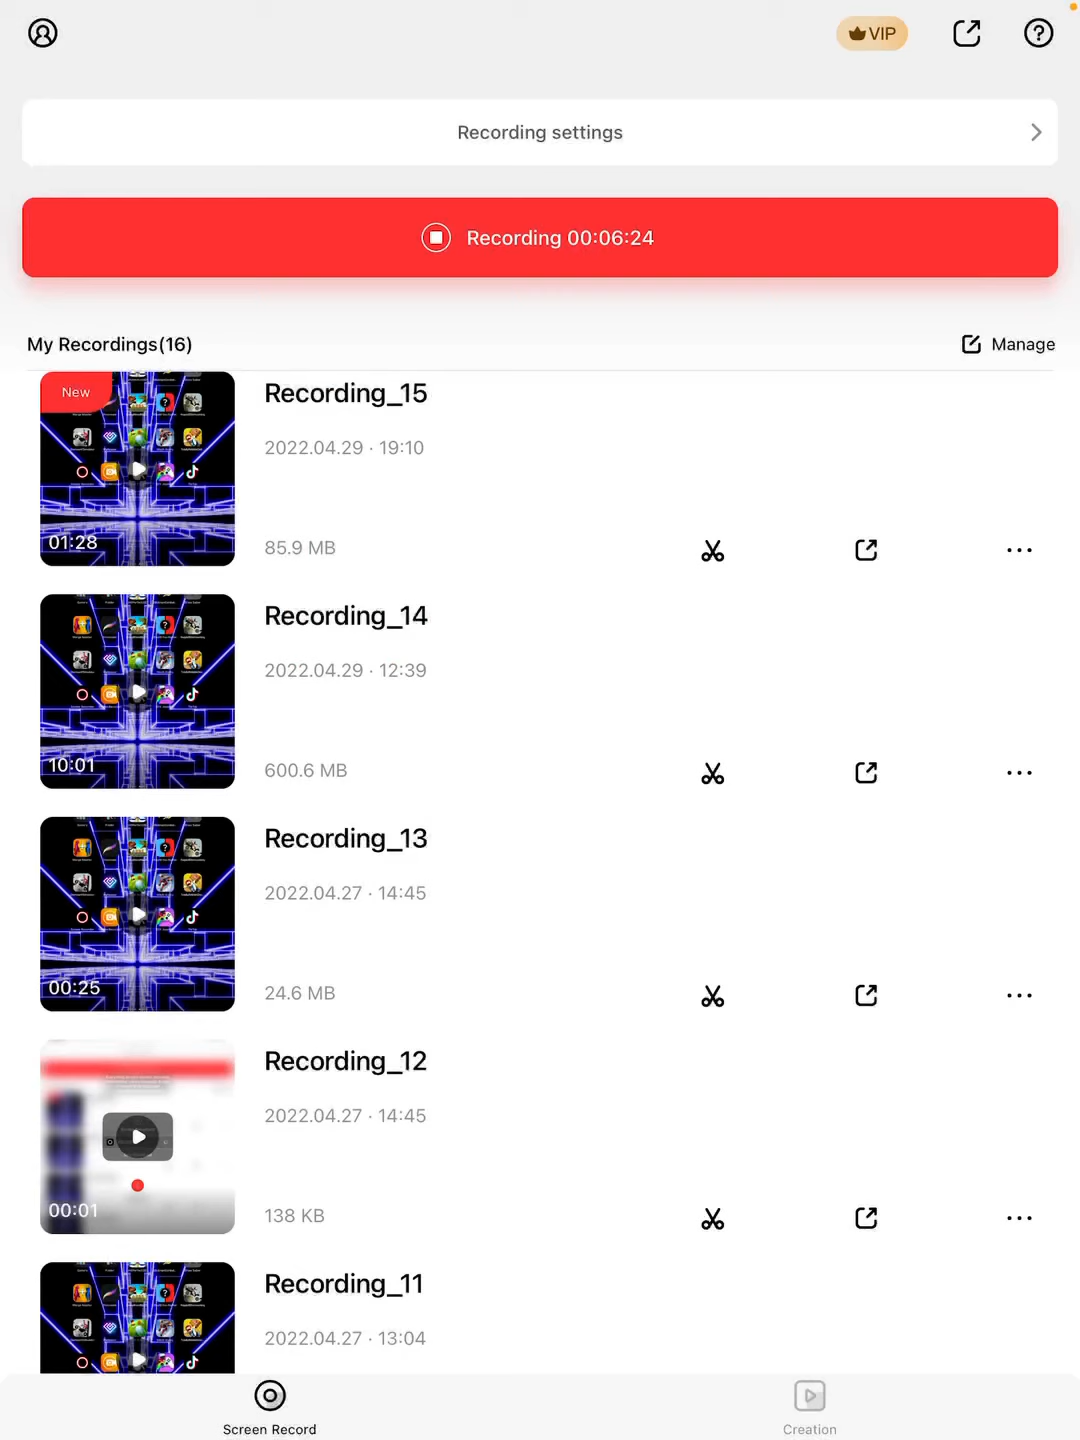 VIP
Recording settings
Recording 00:06:24
My Recordings(16)
Manage
New
01:28
Recording_15
2022.04.29 · 19:10
85.9 MB
10:01
Recording_14
2022.04.29 · 12:39
600.6 MB
00:25
Recording_13
2022.04.27 · 14:45
24.6 MB
00:01
Recording_12
2022.04.27 · 14:45
138 KB
Recording_11
2022.04.27 · 13:04
Screen Record
Creation